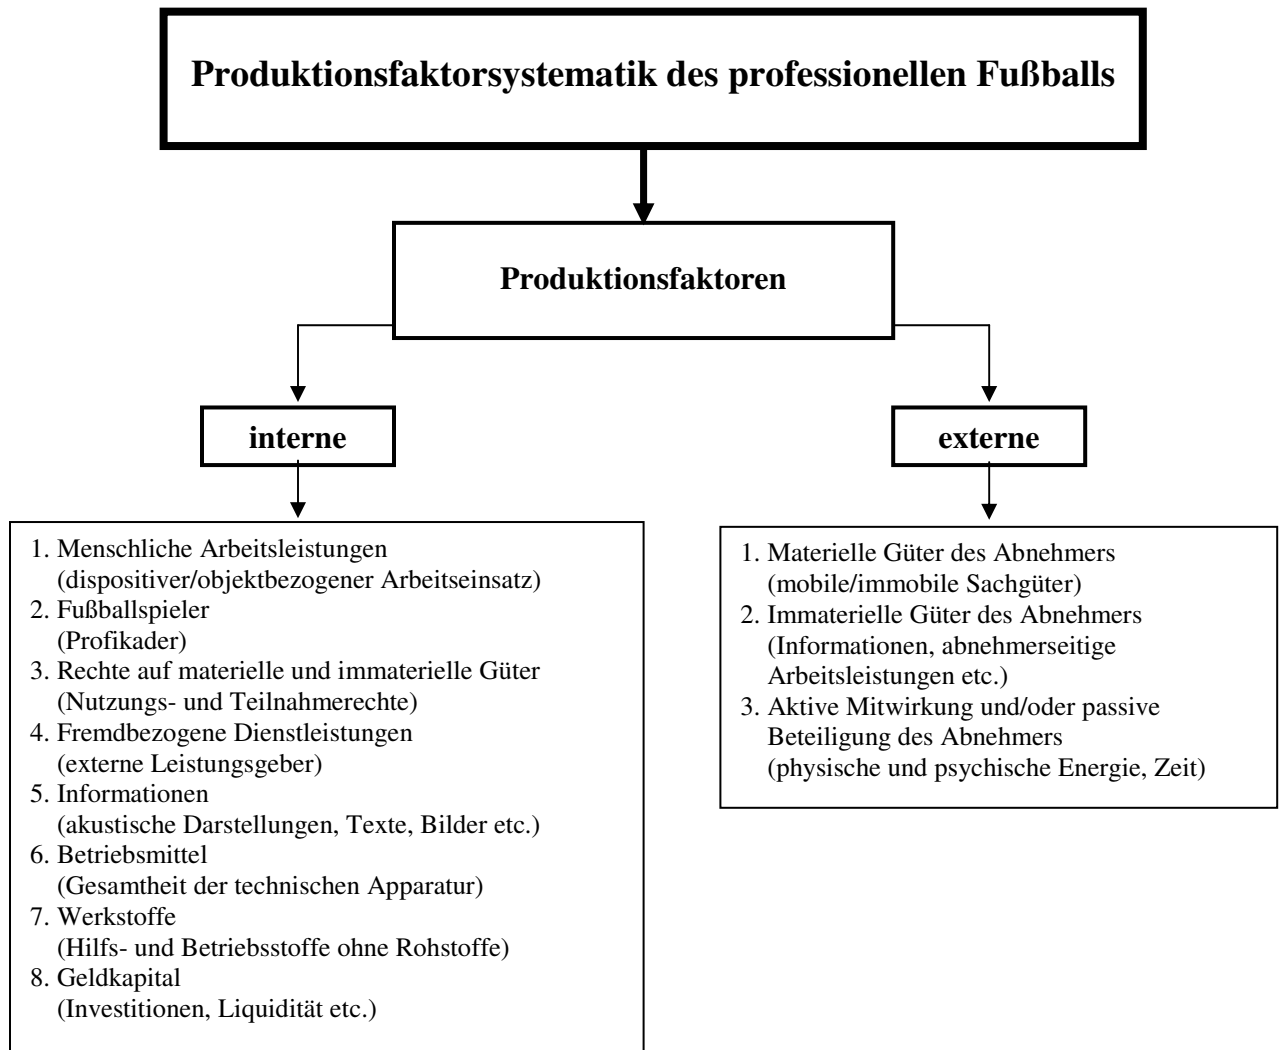 Produktionsfaktorsystematik des professionellen Fußballs
Produktionsfaktoren
interne
externe
1. Menschliche Arbeitsleistungen
(dispositiver/objektbezogener Arbeitseinsatz)
2. Fußballspieler
(Profikader)
3. Rechte auf materielle und immaterielle Güter
(Nutzungs- und Teilnahmerechte)
4. Fremdbezogene Dienstleistungen
(externe Leistungsgeber)
5. Informationen
(akustische Darstellungen, Texte, Bilder etc.)
6. Betriebsmittel
(Gesamtheit der technischen Apparatur)
7. Werkstoffe
(Hilfs- und Betriebsstoffe ohne Rohstoffe)
8. Geldkapital
(Investitionen, Liquidität etc.)
1. Materielle Güter des Abnehmers
(mobile/immobile Sachgüter)
2. Immaterielle Güter des Abnehmers
(Informationen, abnehmerseitige
Arbeitsleistungen etc.)
3. Aktive Mitwirkung und/oder passive
Beteiligung des Abnehmers
(physische und psychische Energie, Zeit)